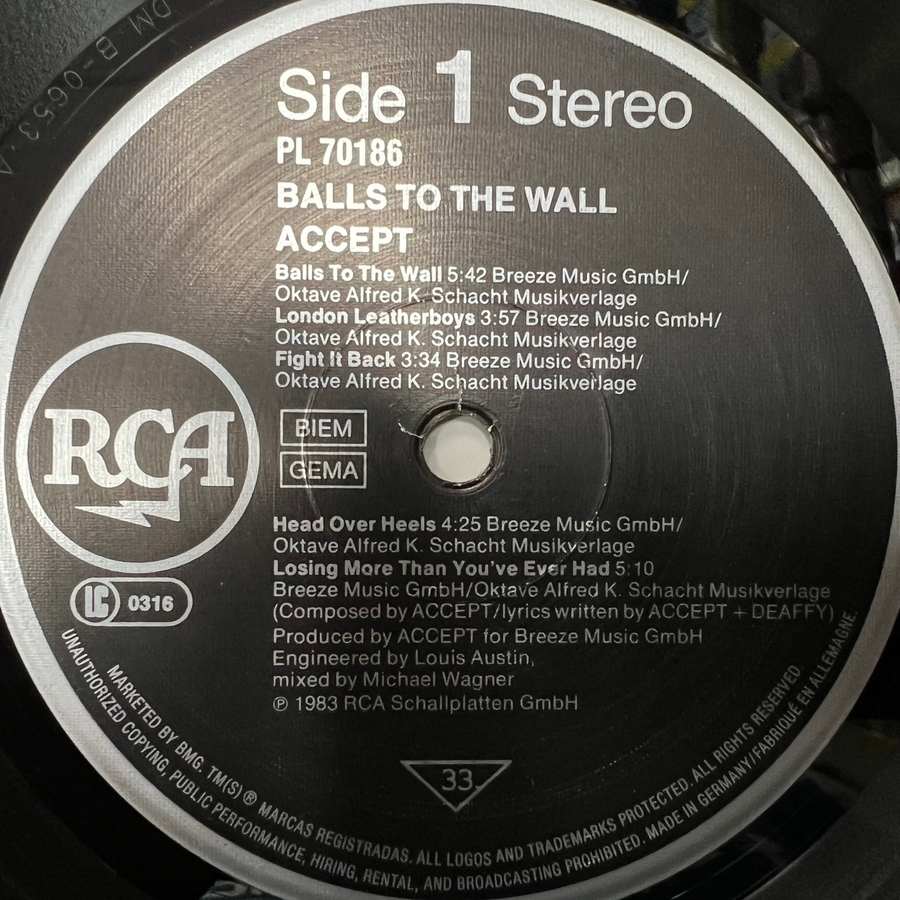 DM. B-0653. A
Side 1 Stereo
PL 70186
BALLS TO THE WALL
ACCEPT
Balls To The Wall 5:42 Breeze Music GmbH/
Oktave Alfred K. Schacht Musikverlage
London Leatherboys 3:57 Breeze Music GmbH/
Oktave Alfred K. Schacht Musikverlage
Fight It Back 3:34 Breeze Music GmbH/
Oktave Alfred K. Schacht Musikverlage
RCA
BIEM
GEMA
LC 0316
Head Over Heels 4:25 Breeze Music GmbH/
Oktave Alfred K. Schacht Musikverlage
Losing More Than You've Ever Had 5:10
Breeze Music GmbH/Oktave Alfred K. Schacht Musikverlage
(Composed by ACCEPT/lyrics written by ACCEPT + DEAFFY)
Produced by ACCEPT for Breeze Music GmbH
Engineered by Louis Austin,
mixed by Michael Wagner
℗ 1983 RCA Schallplatten GmbH
33
MARKETED BY BMG. TM(S) ® MARCAS REGISTRADAS. ALL LOGOS AND TRADEMARKS PROTECTED. ALL RIGHTS RESERVED.
UNAUTHORIZED COPYING, PUBLIC PERFORMANCE, HIRING, RENTAL, AND BROADCASTING PROHIBITED. MADE IN GERMANY/FABRIQUÉ EN ALLEMAGNE.